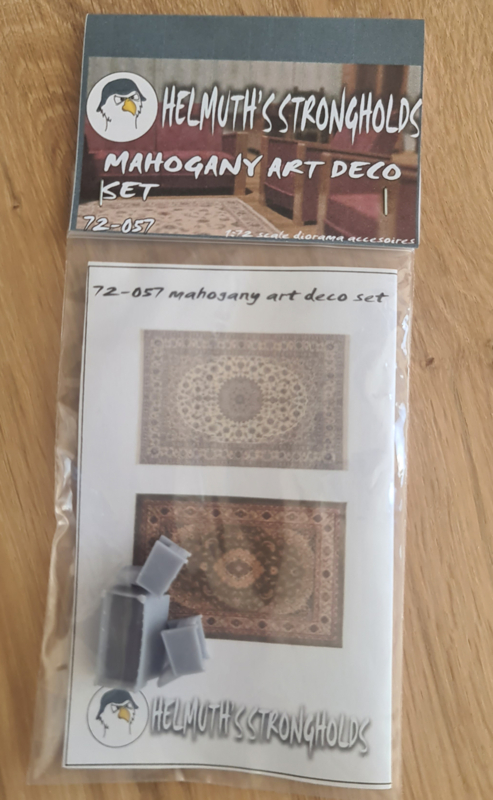 HELMUTH'S STRONGHOLDS
MAHOGANY ART DECO
SET
72-057
1:72 scale diorama accesoires
72-057 mahogany art deco set
HELMUTH'S STRONGHOLDS